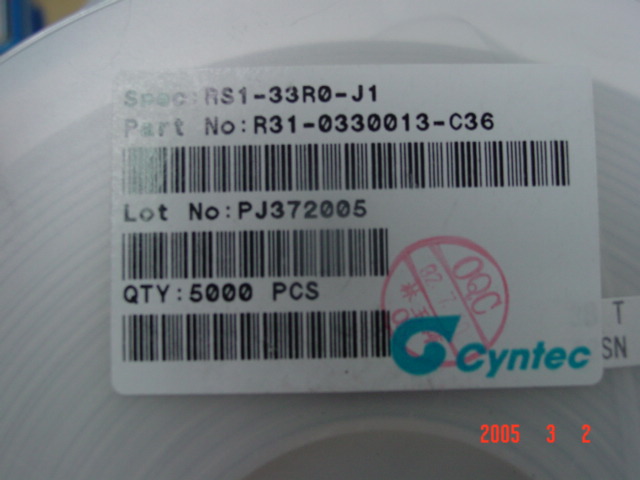 Spec:RS1-33R0-J1
Part No:R31-0330013-C36
Lot No:PJ372005
QTY:5000 PCS
OQC
Cyntec
T
SN
2005 3 2